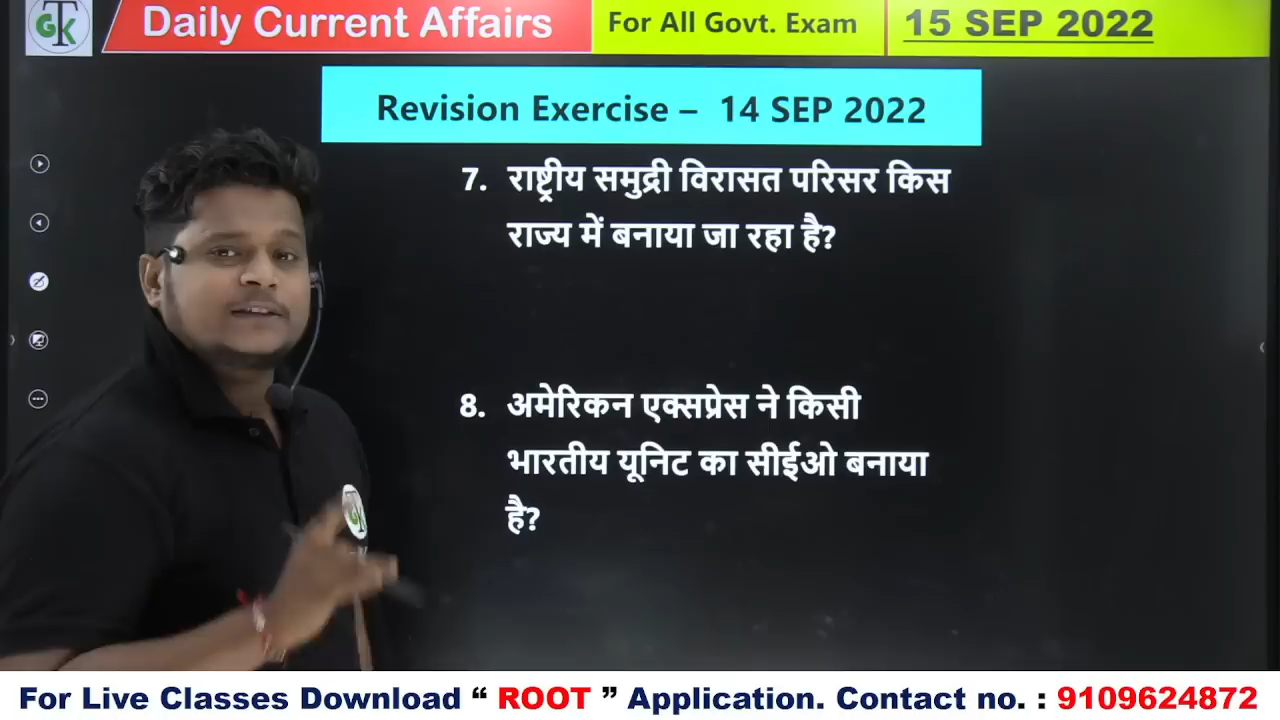 GTK
Daily Current Affairs
For All Govt. Exam
15 SEP 2022
Revision Exercise – 14 SEP 2022
7. राष्ट्रीय समुद्री विरासत परिसर किस
राज्य में बनाया जा रहा है?
8. अमेरिकन एक्सप्रेस ने किसी
भारतीय यूनिट का सीईओ बनाया
है?
GTK
For Live Classes Download “ ROOT ” Application. Contact no. : 9109624872